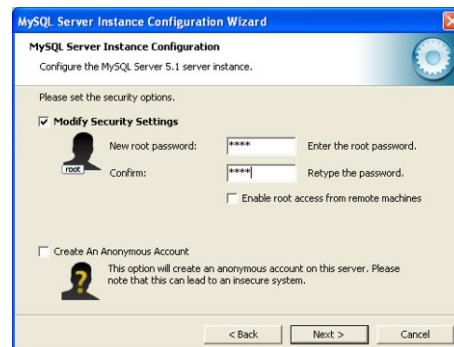 MySQL Server Instance Configuration Wizard
MySQL Server Instance Configuration
Configure the MySQL Server 5.1 server instance.
Please set the security options.
Modify Security Settings
New root password: **** Enter the root password.
root
Confirm: **** Retype the password.
Enable root access from remote machines
Create An Anonymous Account
This option will create an anonymous account on this server. Please
note that this can lead to an insecure system.
< Back Next > Cancel